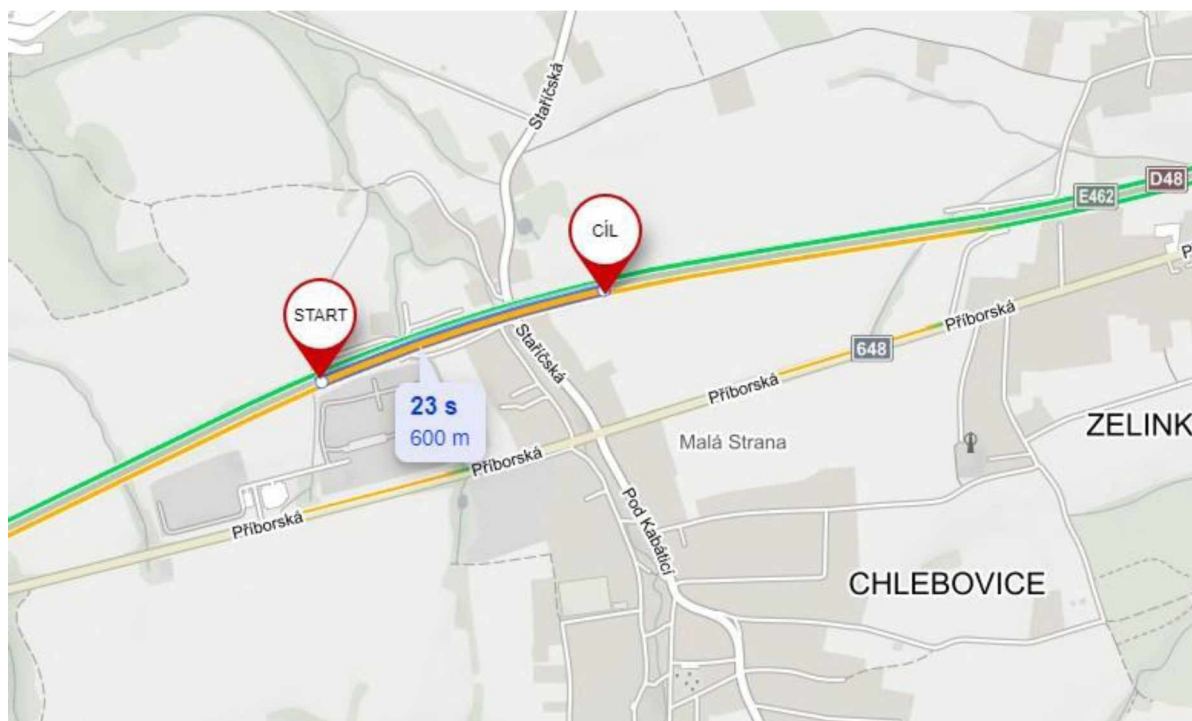 Staříčská
Staříčská
D48
E462
CÍL
START
Staříčská
23 s
600 m
648
Příborská
Příborská
Malá Strana
ZELINK
Příborská
Příborská
Pod Kabáticí
CHLEBOVICE
P